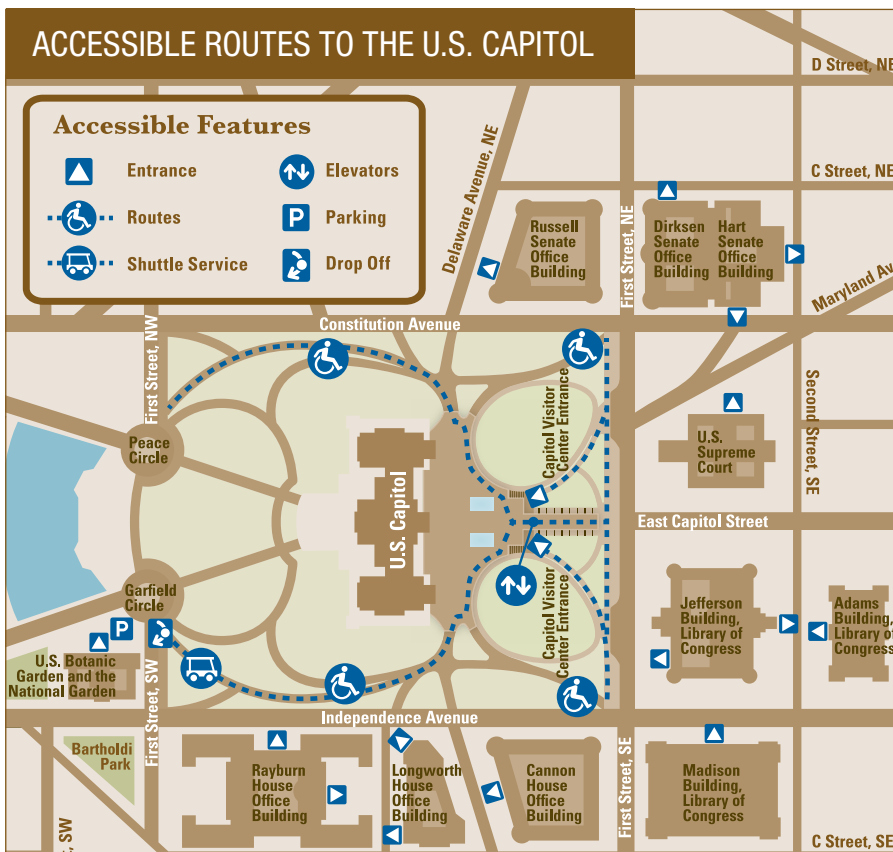 ACCESSIBLE ROUTES TO THE U.S. CAPITOL
D Street, NE
Accessible Features
Entrance
Elevators
Routes
P
Parking
Shuttle Service
Drop Off
Delaware Avenue, NE
C Street, NE
Russell
Senate
Office
Building
First Street, NE
Dirksen
Senate
Office
Building
Hart
Senate
Office
Building
Maryland Av
Constitution Avenue
First Street, NW
Second Street, SE
Capitol Visitor
Center Entrance
U.S.
Supreme
Court
Peace
Circle
U.S. Capitol
East Capitol Street
Garfield
Circle
P
Capitol Visitor
Center Entrance
Jefferson
Building,
Library of
Congress
Adams
Building,
Library of
Congress
U.S. Botanic
Garden and the
National Garden
First Street, SW
Independence Avenue
Bartholdi
Park
Rayburn
House
Office
Building
Longworth
House
Office
Building
Cannon
House
Office
Building
First Street, SE
Madison
Building,
Library of
Congress
SW
C Street, SE